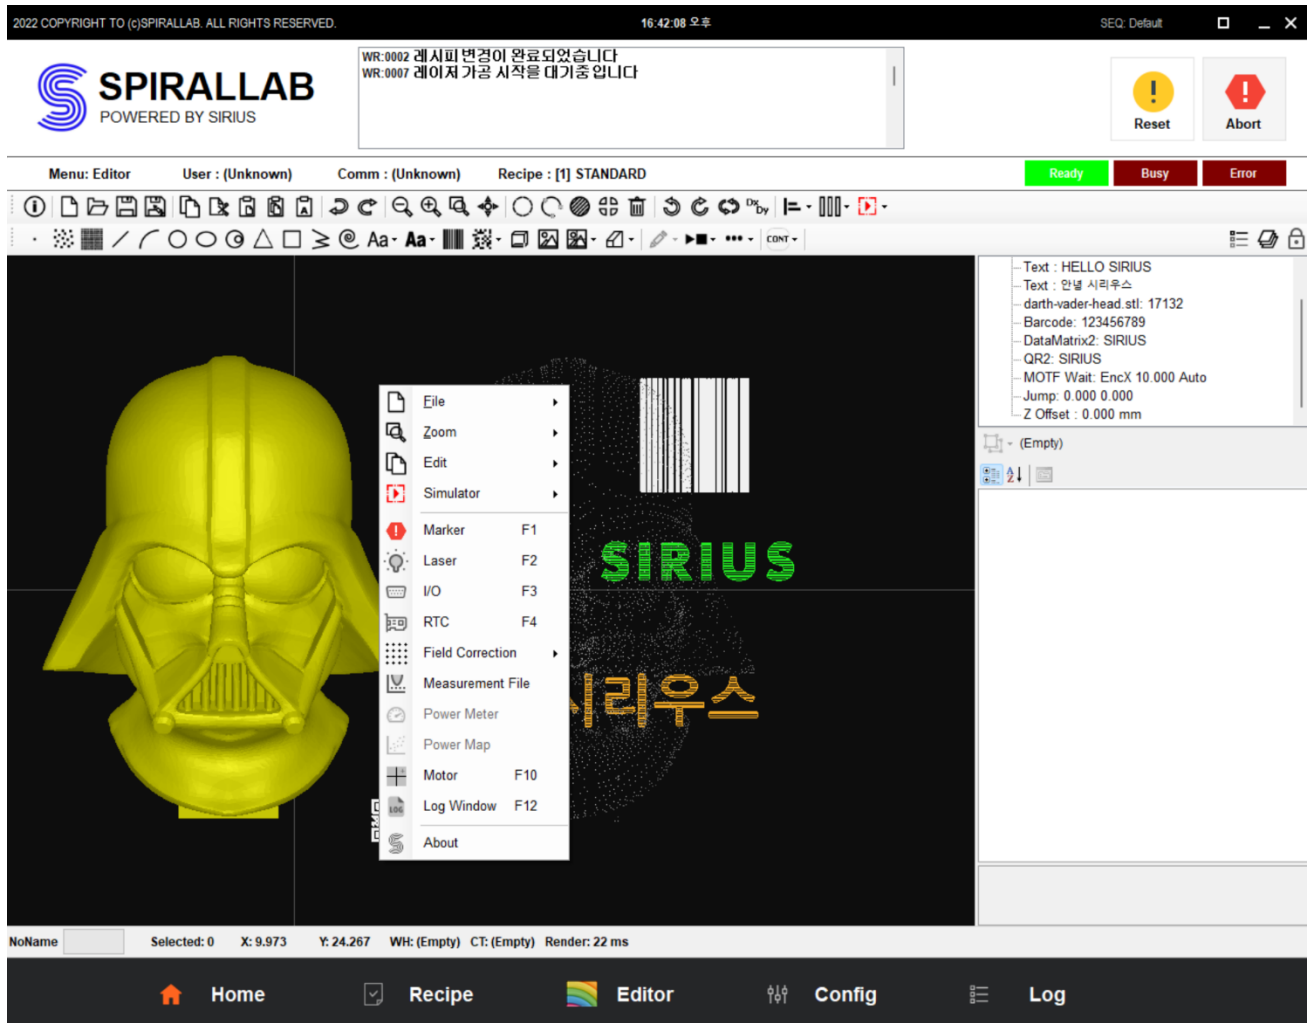 2022 COPYRIGHT TO (c)SPIRALLAB. ALL RIGHTS RESERVED.
16:42:08 오후
SEQ: Default
SPIRALLAB
POWERED BY SIRIUS
WR:0002 레시피 변경이 완료되었습니다
WR:0007 레이저 가공 시작을 대기중 입니다
Reset
Abort
Menu: Editor
User : (Unknown)
Comm : (Unknown)
Recipe : [1] STANDARD
Ready
Busy
Error
Dx
Dy
Aa
Aa
CONT
Text : HELLO SIRIUS
Text : 안녕 시리우스
darth-vader-head.stl: 17132
Barcode: 123456789
DataMatrix2: SIRIUS
QR2: SIRIUS
MOTF Wait: EncX 10.000 Auto
Jump: 0.000 0.000
Z Offset : 0.000 mm
(Empty)
File
Zoom
Edit
Simulator
Marker F1
Laser F2
I/O F3
RTC F4
Field Correction
Measurement File
Power Meter
Power Map
Motor F10
LOG
Log Window F12
About
SIRIUS
시리우스
NoName
Selected: 0
X: 9.973
Y: 24.267
WH: (Empty)
CT: (Empty)
Render: 22 ms
Home
Recipe
Editor
Config
Log